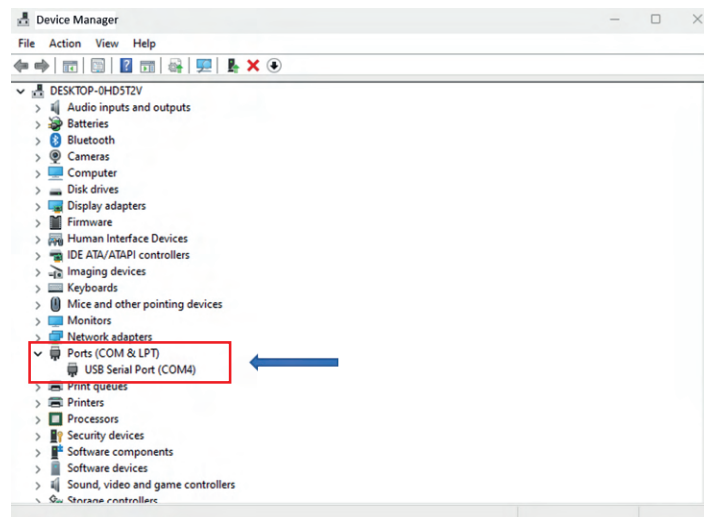 Device Manager
File Action View Help
DESKTOP-0HD5T2V
Audio inputs and outputs
Batteries
Bluetooth
Cameras
Computer
Disk drives
Display adapters
Firmware
Human Interface Devices
IDE ATA/ATAPI controllers
Imaging devices
Keyboards
Mice and other pointing devices
Monitors
Network adapters
Ports (COM & LPT)
USB Serial Port (COM4)
Print queues
Printers
Processors
Security devices
Software components
Software devices
Sound, video and game controllers
Storage controllers